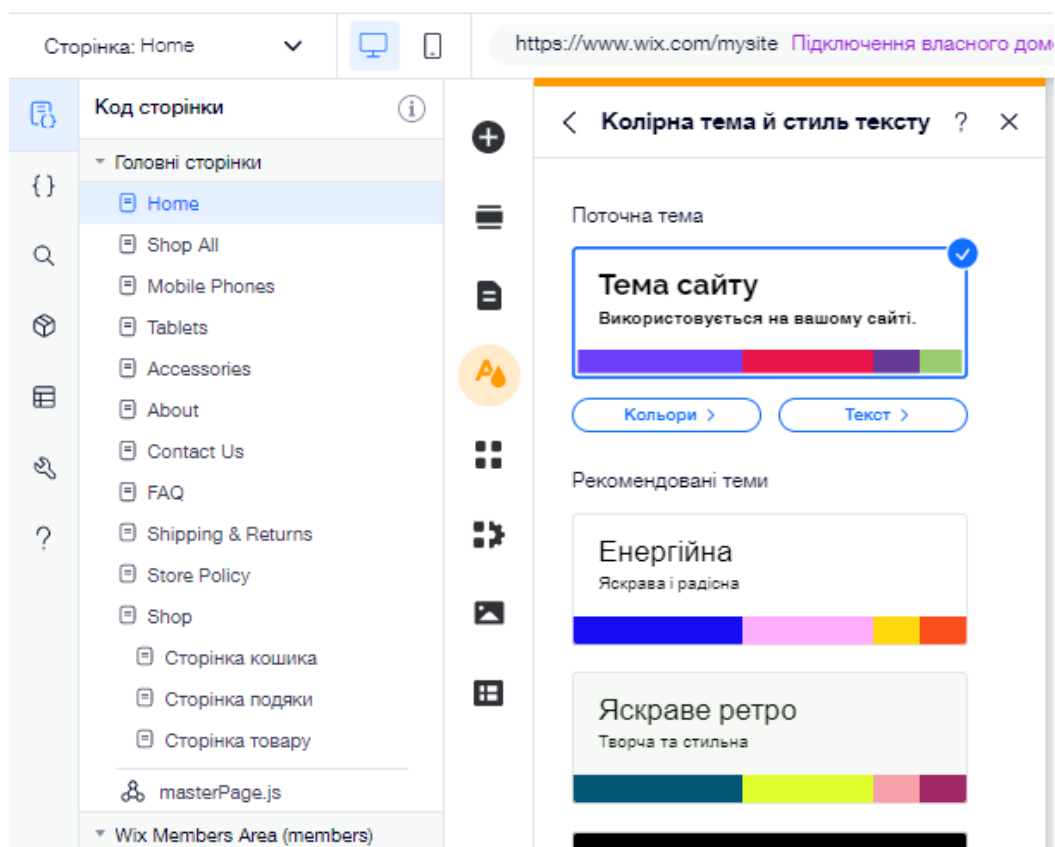 Сторінка: Home
https://www.wix.com/mysite Підключення власного дом
Код сторінки
Головні сторінки
Home
Shop All
Mobile Phones
Tablets
Accessories
About
Contact Us
FAQ
Shipping & Returns
Store Policy
Shop
Сторінка кошика
Сторінка подяки
Сторінка товару
masterPage.js
Wix Members Area (members)
Колірна тема й стиль тексту ?
Поточна тема
Тема сайту
Використовується на вашому сайті.
Кольори >
Текст >
Рекомендовані теми
Енергійна
Яскрава і радісна
Яскраве ретро
Творча та стильна